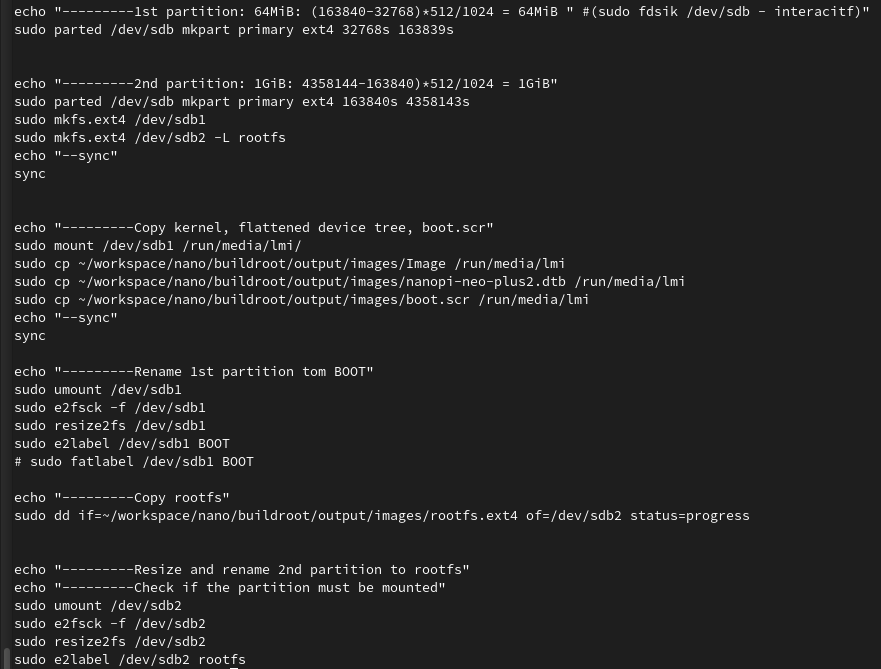 echo "---------1st partition: 64MiB: (163840-32768)*512/1024 = 64MiB " #(sudo fdsik /dev/sdb - interacitf)"
sudo parted /dev/sdb mkpart primary ext4 32768s 163839s
echo "---------2nd partition: 1GiB: 4358144-163840)*512/1024 = 1GiB"
sudo parted /dev/sdb mkpart primary ext4 163840s 4358143s
sudo mkfs.ext4 /dev/sdb1
sudo mkfs.ext4 /dev/sdb2 -L rootfs
echo "--sync"
sync
echo "---------Copy kernel, flattened device tree, boot.scr"
sudo mount /dev/sdb1 /run/media/lmi/
sudo cp ~/workspace/nano/buildroot/output/images/Image /run/media/lmi
sudo cp ~/workspace/nano/buildroot/output/images/nanopi-neo-plus2.dtb /run/media/lmi
sudo cp ~/workspace/nano/buildroot/output/images/boot.scr /run/media/lmi
echo "--sync"
sync
echo "---------Rename 1st partition tom BOOT"
sudo umount /dev/sdb1
sudo e2fsck -f /dev/sdb1
sudo resize2fs /dev/sdb1
sudo e2label /dev/sdb1 BOOT
# sudo fatlabel /dev/sdb1 BOOT
echo "---------Copy rootfs"
sudo dd if=~/workspace/nano/buildroot/output/images/rootfs.ext4 of=/dev/sdb2 status=progress
echo "---------Resize and rename 2nd partition to rootfs"
echo "---------Check if the partition must be mounted"
sudo umount /dev/sdb2
sudo e2fsck -f /dev/sdb2
sudo resize2fs /dev/sdb2
sudo e2label /dev/sdb2 rootfs